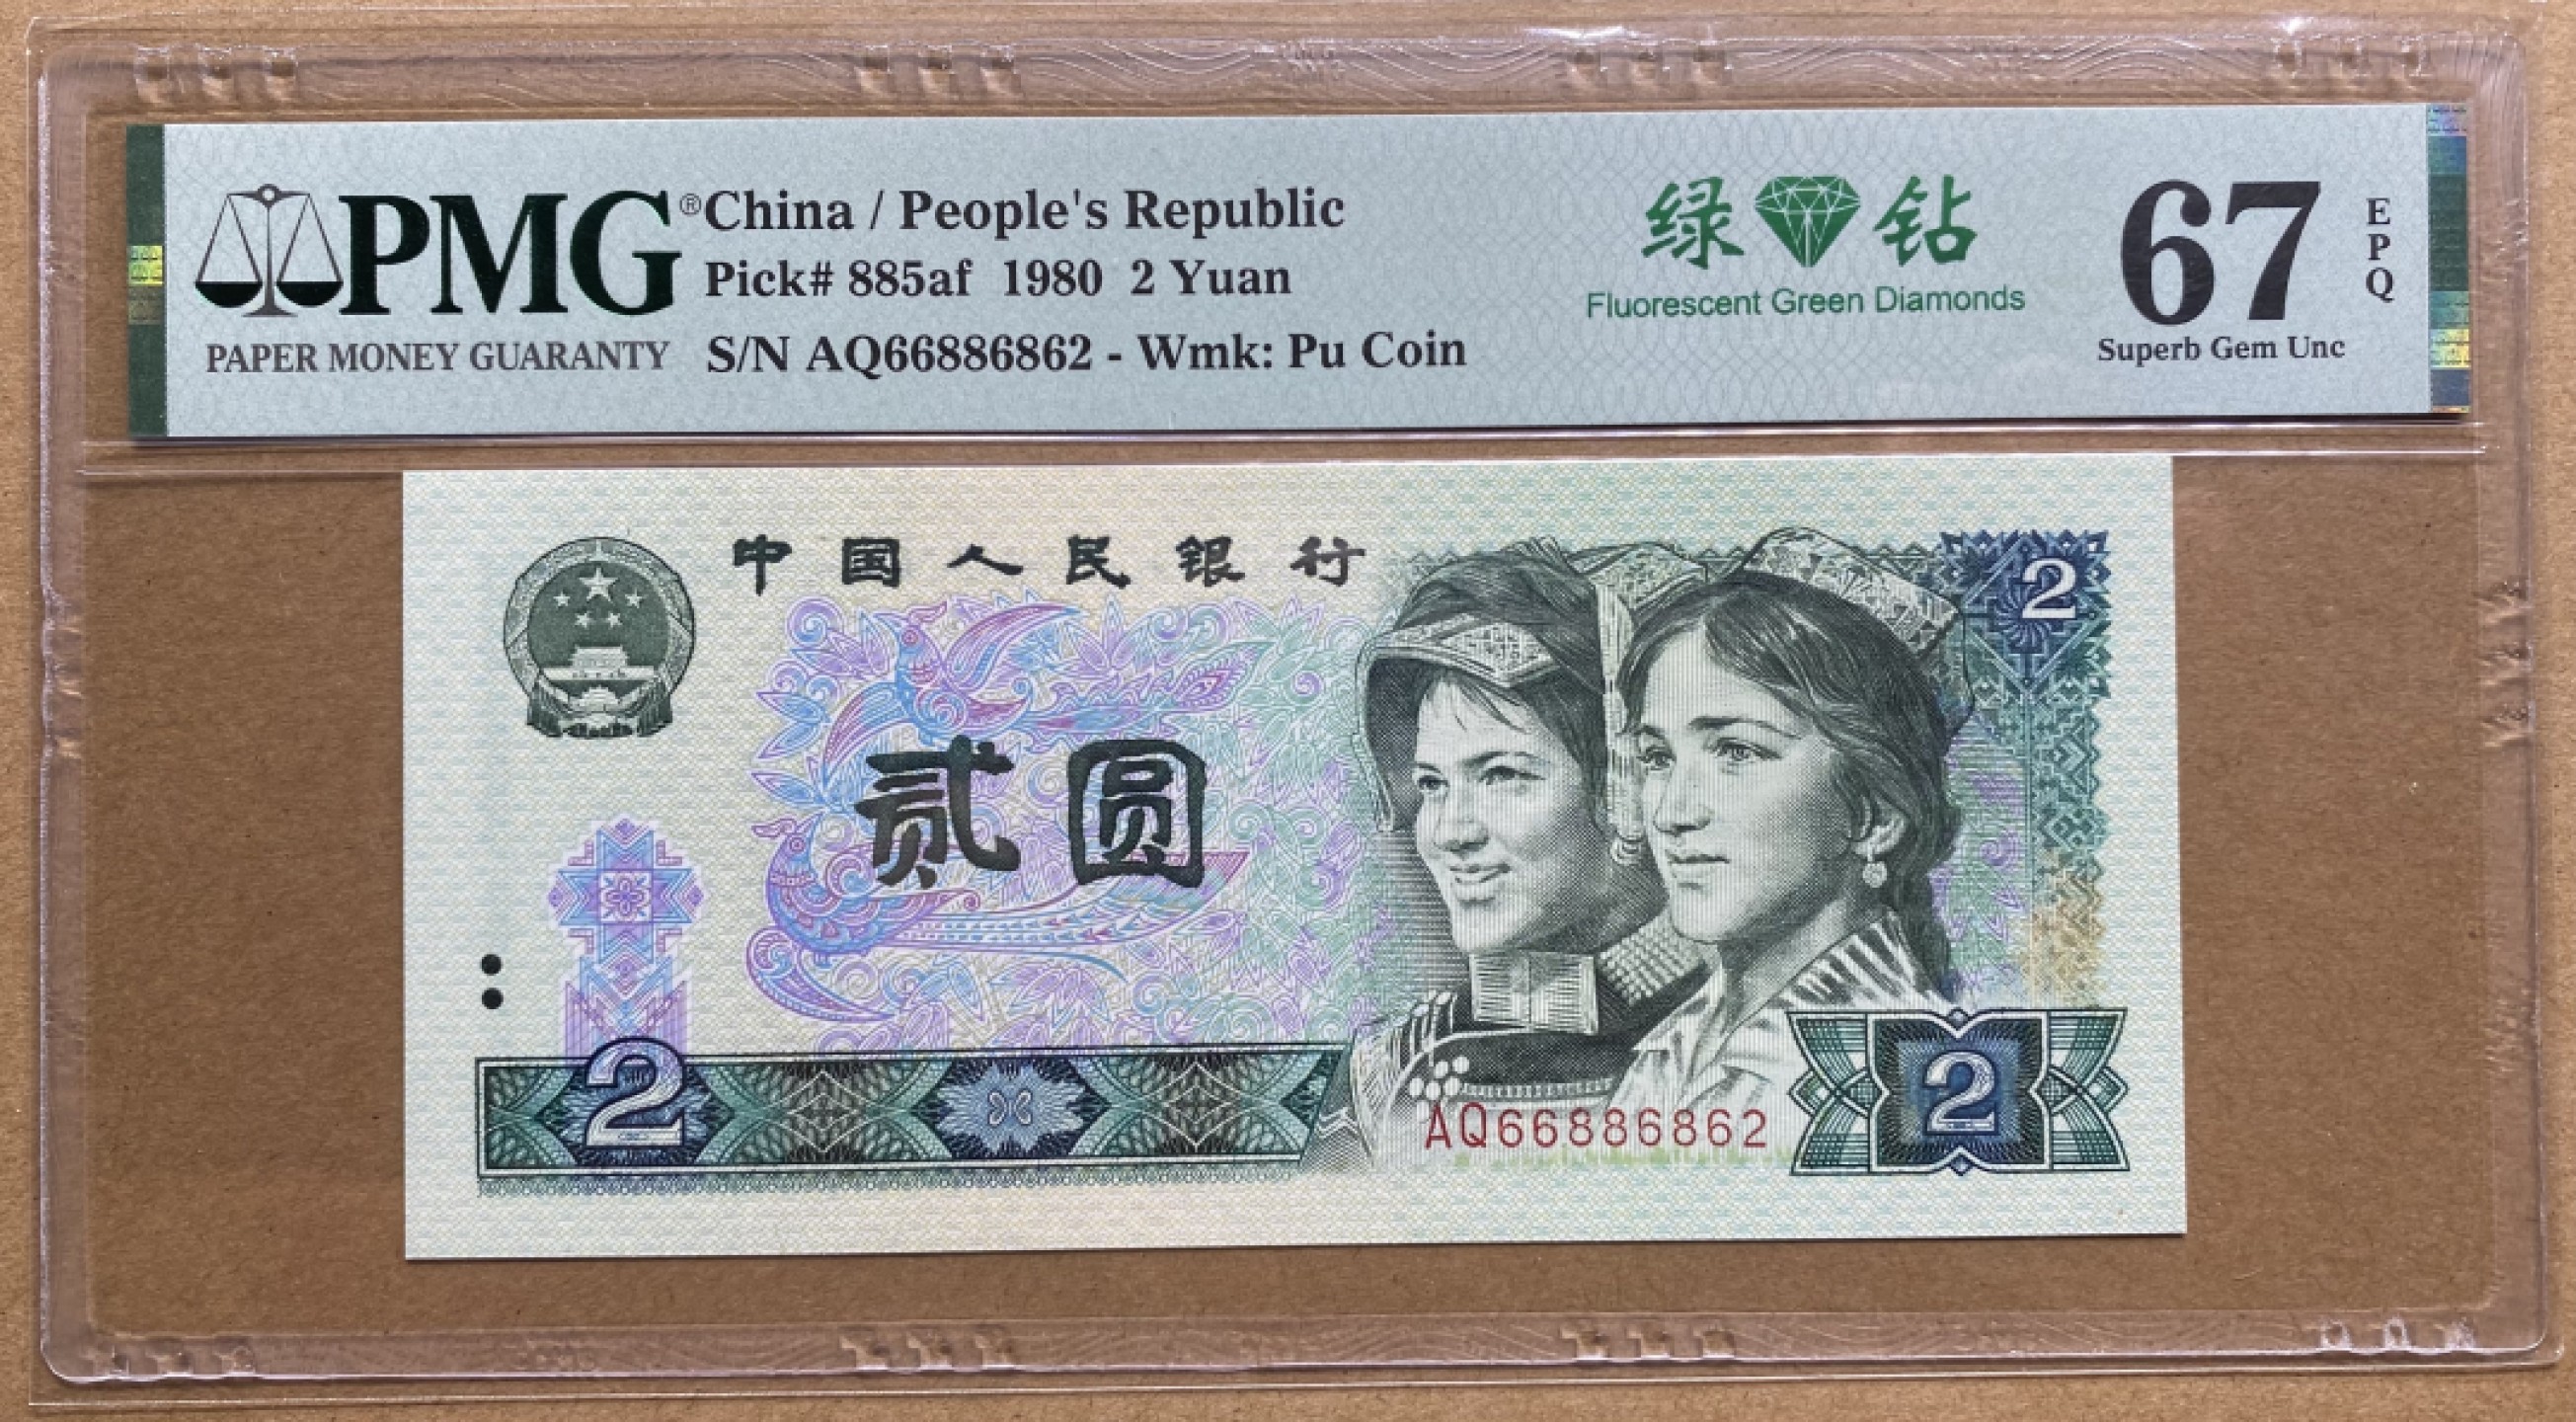 PMG®
PAPER MONEY GUARANTY
China / People's Republic
Pick# 885af 1980 2 Yuan
S/N AQ66886862 - Wmk: Pu Coin
绿钻
Fluorescent Green Diamonds
67
EPQ
Superb Gem Unc
中国人民银行
2
贰圆
2
AQ66886862
2